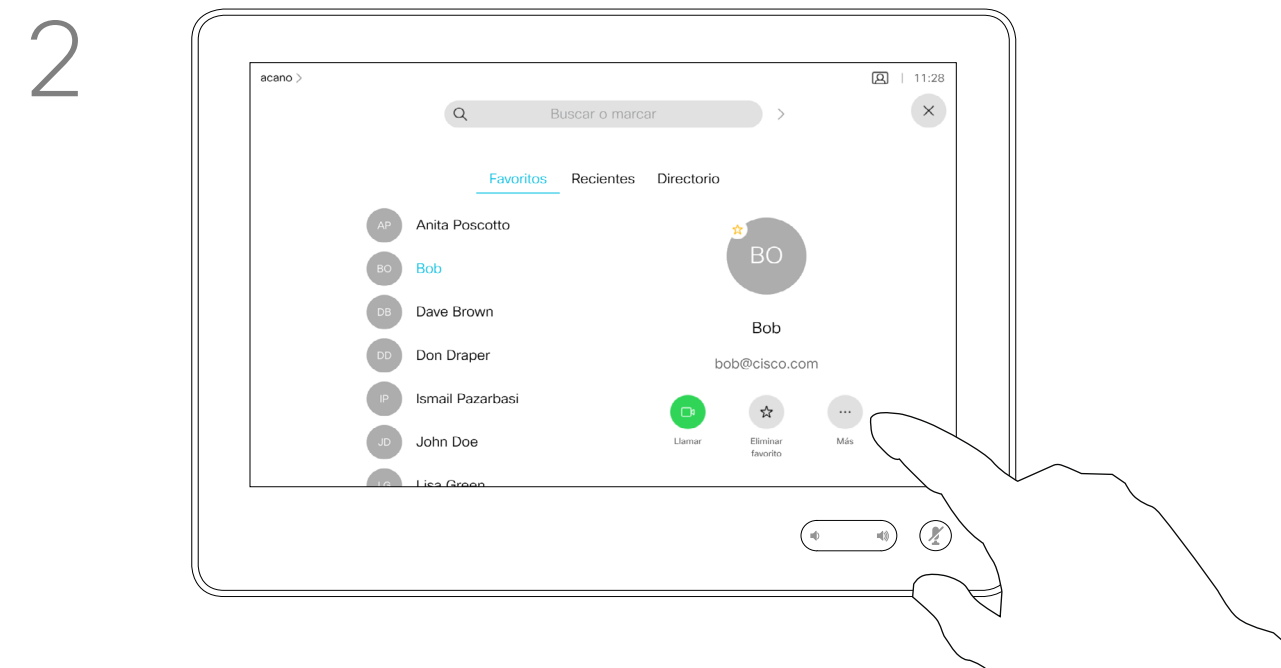 2
acano >
11:28
Buscar o marcar
Favoritos Recientes Directorio
AP Anita Poscotto
BO Bob
DB Dave Brown
DD Don Draper
IP Ismail Pazarbasi
JD John Doe
LG Lisa Green
BO
Bob
bob@cisco.com
Llamar
Eliminar
favorito
Más